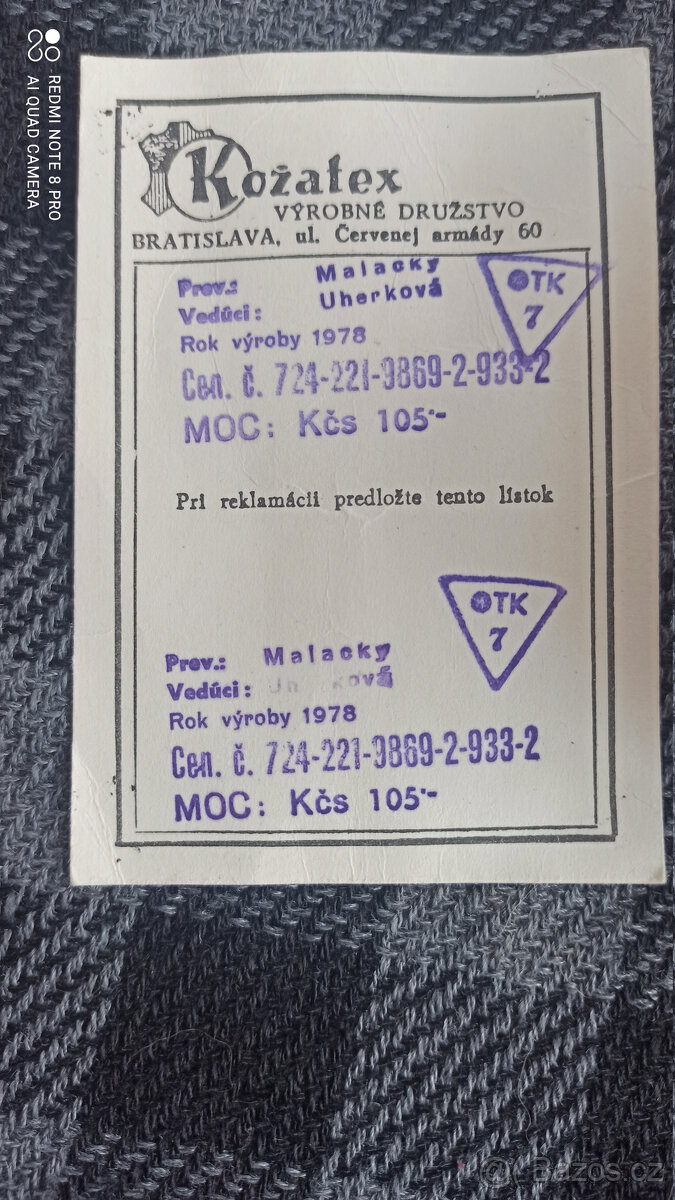 Kožatex
VÝROBNÉ DRUŽSTVO
BRATISLAVA, ul. Červenej armády 60
Prev.: Malacky
Vedúci: Uherková
OTK
7
Rok výroby 1978
Cen. č. 724-221-9869-2-933-2
MOC: Kčs 105'-
Pri reklamácii predložte tento lístok
OTK
7
Prev.: Malacky
Vedúci: ková
Rok výroby 1978
Cen. č. 724-221-9869-2-933-2
MOC: Kčs 105'-
REDMI NOTE 8 PRO
AI QUAD CAMERA
@ Bazos.cz